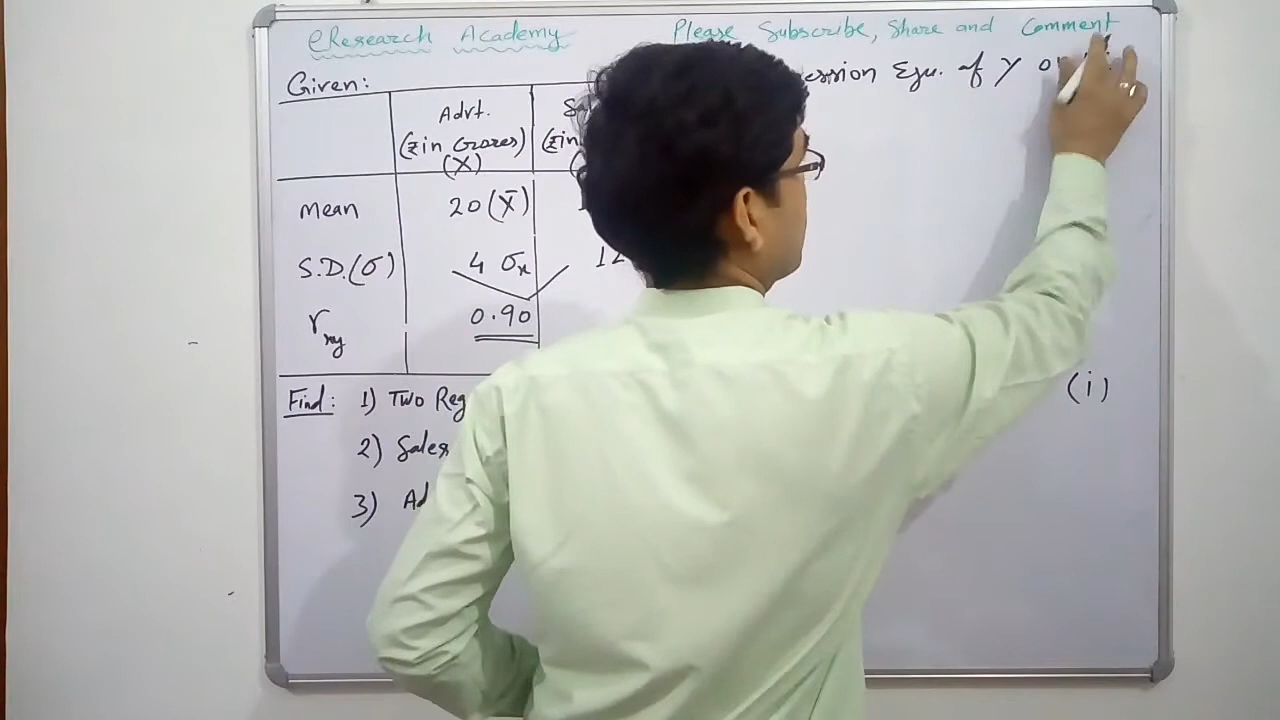 eResearch Academy Please Subscribe, Share and Comment
Given: Equ. of Y
Advt.
(₹ in Crores) (₹in
(X)
Mean 20 (X̄)
S.D.(σ) 4 σx 12
rxy 0.90
(i)
Find: 1) Two Reg
2) Sales
3) Ad